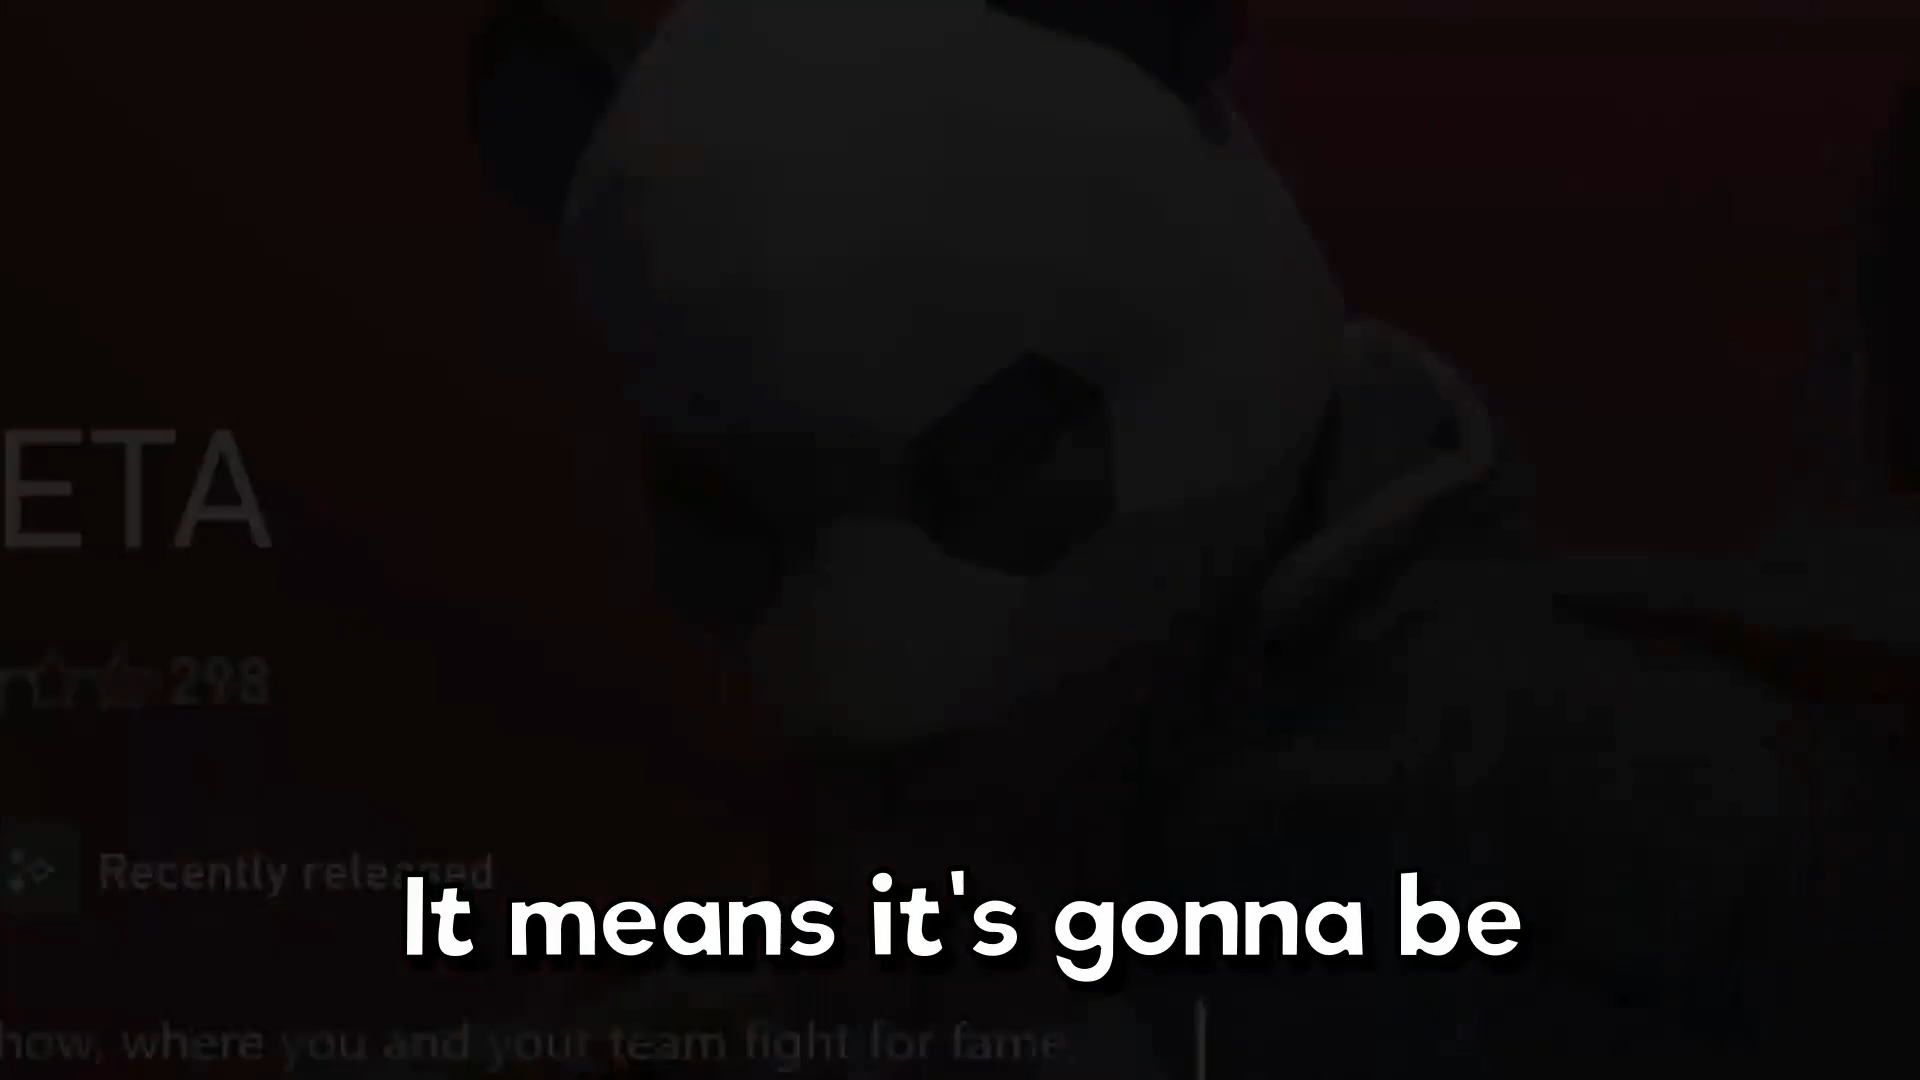 ETA
298
Recently released
It means it's gonna be
how, where you and your team fight for fame,